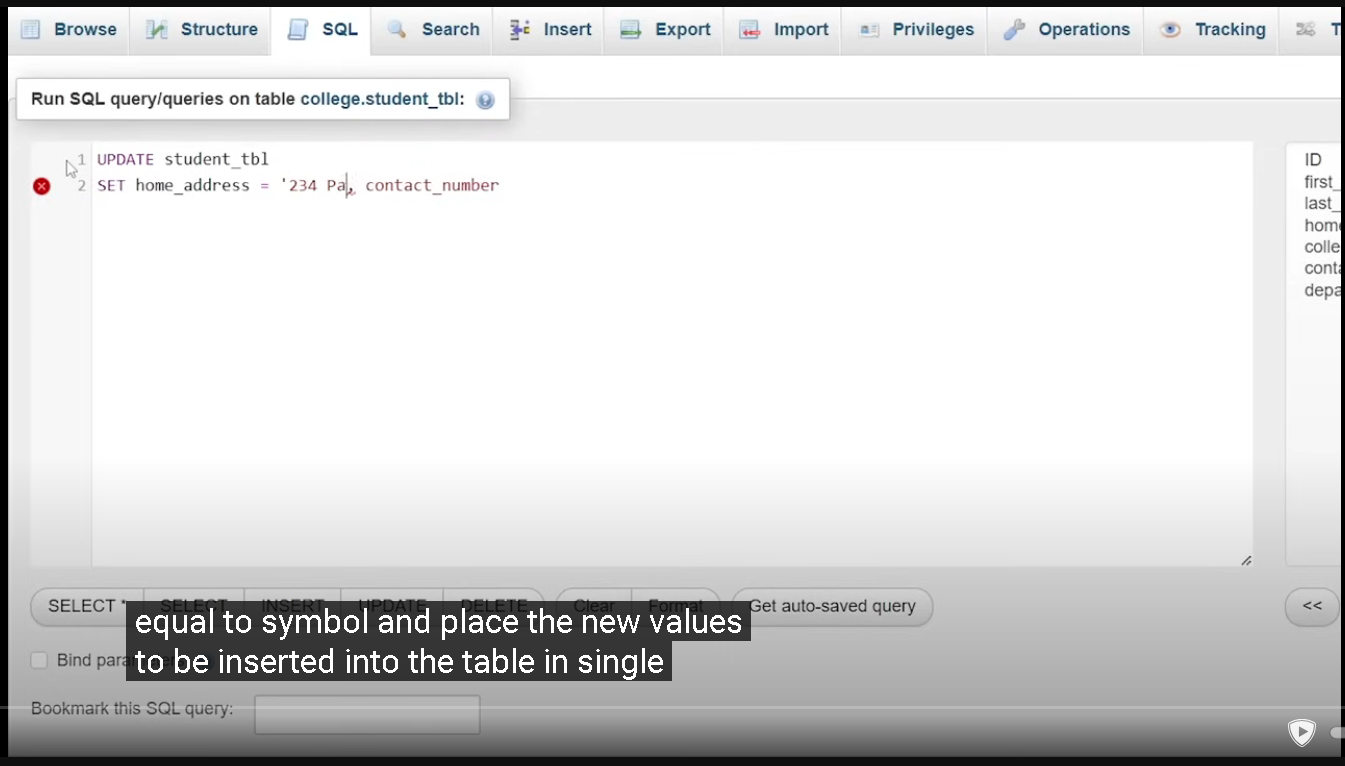 Browse Structure SQL Search Insert Export Import Privileges Operations Tracking T
Run SQL query/queries on table college.student_tbl:
1 UPDATE student_tbl
2 SET home_address = '234 Pa, contact_number
ID
first_
last_
home
colle
conta
depa
SELECT * SELECT INSERT UPDATE DELETE Clear Format Get auto-saved query <<
equal to symbol and place the new values
Bind para
to be inserted into the table in single
Bookmark this SQL query: